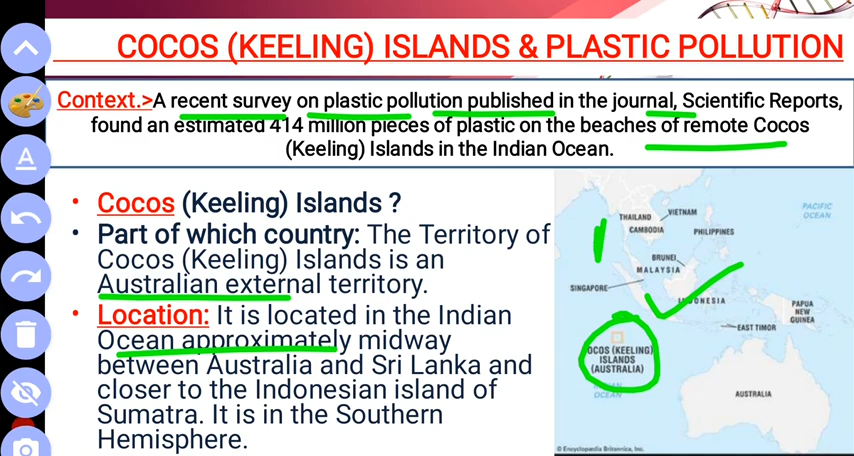 COCOS (KEELING) ISLANDS & PLASTIC POLLUTION
Context.>A recent survey on plastic pollution published in the journal, Scientific Reports,
found an estimated 414 million pieces of plastic on the beaches of remote Cocos
(Keeling) Islands in the Indian Ocean.
• Cocos (Keeling) Islands ?
• Part of which country: The Territory of
Cocos (Keeling) Islands is an
Australian external territory.
• Location: It is located in the Indian
Ocean approximately midway
between Australia and Sri Lanka and
closer to the Indonesian island of
Sumatra. It is in the Southern
Hemisphere.
PACIFIC
OCEAN
THAILAND
VIETNAM
CAMBODIA
PHILIPPINES
BRUNEI
MALAYSIA
SINGAPORE
INDONESIA
PAPUA
NEW
GUINEA
EAST TIMOR
OCOS (KEELING)
ISLANDS
(AUSTRALIA)
OCEAN
AUSTRALIA
© Encyclopædia Britannica, Inc.
A